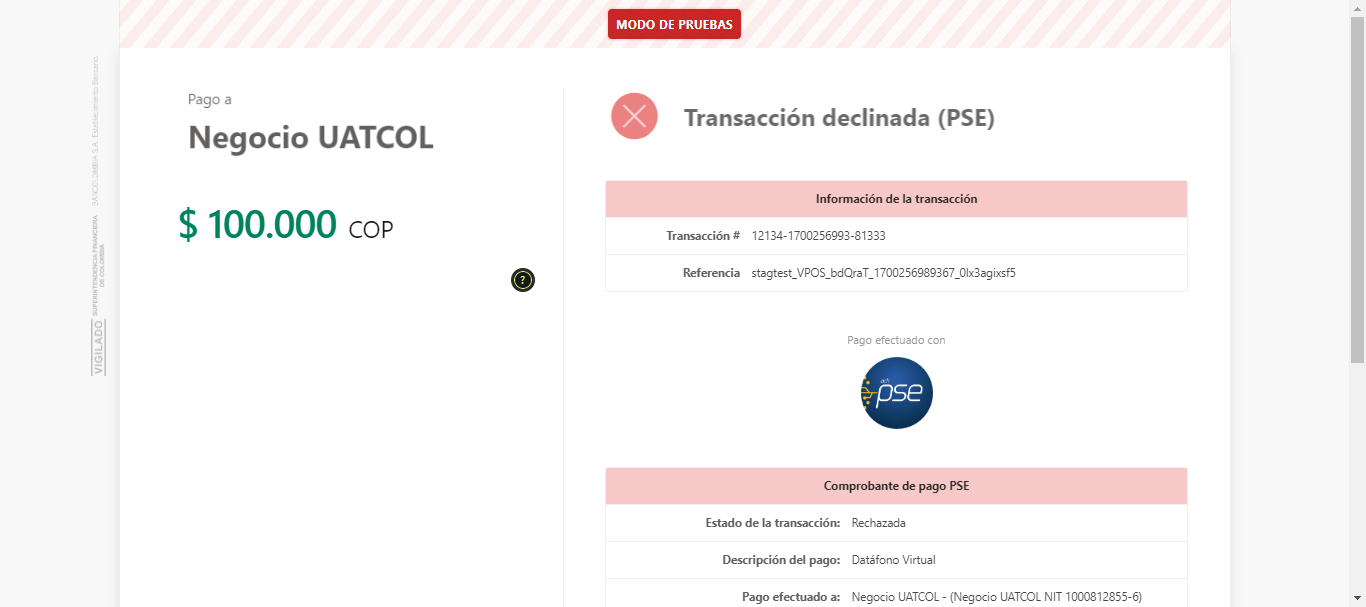 MODO DE PRUEBAS
VIGILADO SUPERINTENDENCIA FINANCIERA
DE COLOMBIA
BANCOLOMBIA S.A. Establecimiento Bancario.
Pago a
Negocio UATCOL
$ 100.000 COP
?
Transacción declinada (PSE)
Información de la transacción
Transacción # 12134-1700256993-81333
Referencia stagtest_VPOS_bdQraT_1700256989367_0lx3agixsf5
Pago efectuado con
ach
pse
Comprobante de pago PSE
Estado de la transacción: Rechazada
Descripción del pago: Datáfono Virtual
Pago efectuado a: Negocio UATCOL - (Negocio UATCOL NIT 1000812855-6)